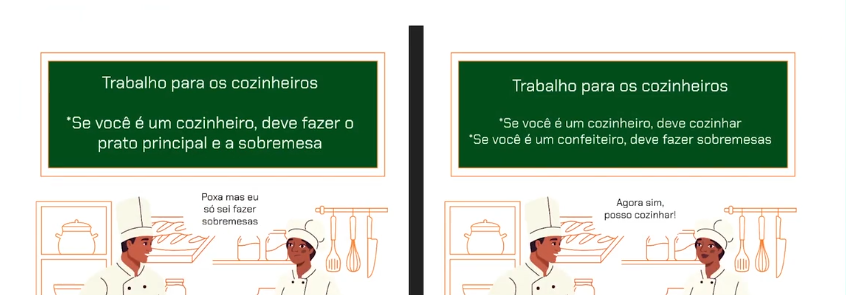 Trabalho para os cozinheiros
*Se você é um cozinheiro, deve fazer o
prato principal e a sobremesa
Poxa mas eu
só sei fazer
sobremesas
Trabalho para os cozinheiros
*Se você é um cozinheiro, deve cozinhar
*Se você é um confeiteiro, deve fazer sobremesas
Agora sim,
posso cozinhar!